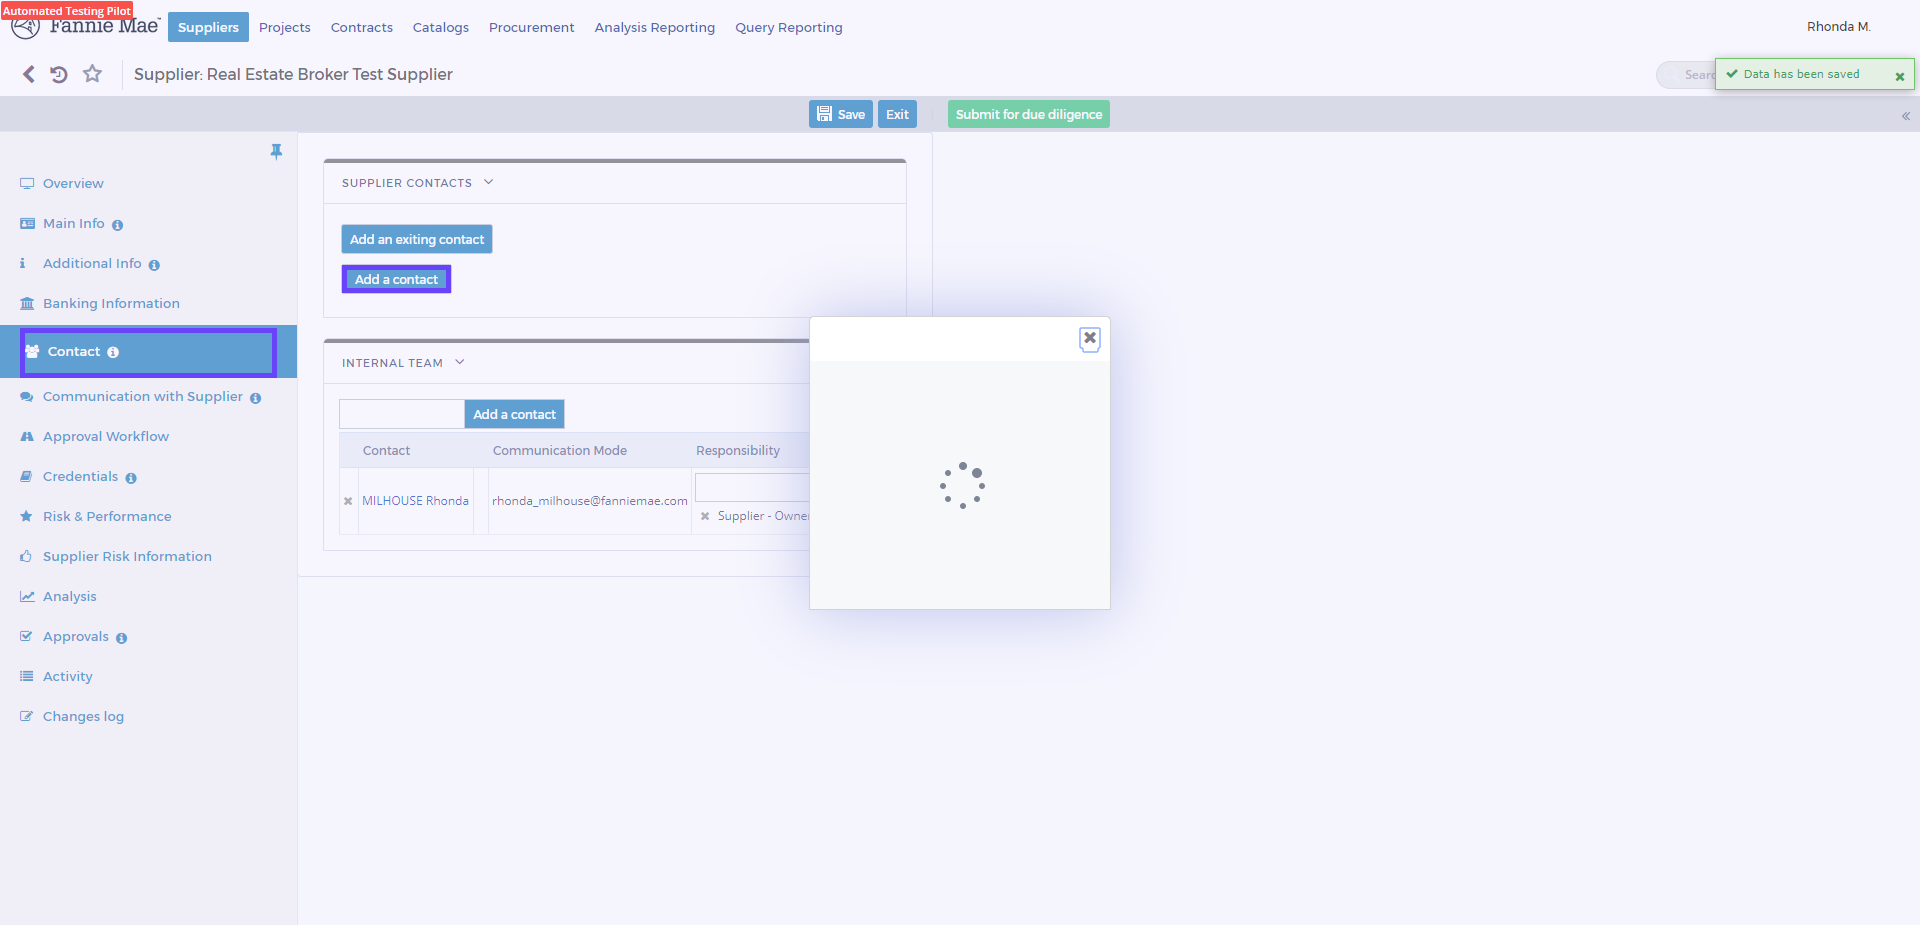 Automated Testing Pilot
Fannie Mae™
Suppliers
Projects
Contracts
Catalogs
Procurement
Analysis Reporting
Query Reporting
Rhonda M.
Supplier: Real Estate Broker Test Supplier
Data has been saved
Save
Exit
Submit for due diligence
Overview
Main Info
Additional Info
Banking Information
Contact
Communication with Supplier
Approval Workflow
Credentials
Risk & Performance
Supplier Risk Information
Analysis
Approvals
Activity
Changes log
SUPPLIER CONTACTS
Add an exiting contact
Add a contact
INTERNAL TEAM
Add a contact
Contact
Communication Mode
Responsibility
MILHOUSE Rhonda
rhonda_milhouse@fanniemae.com
Supplier - Owner